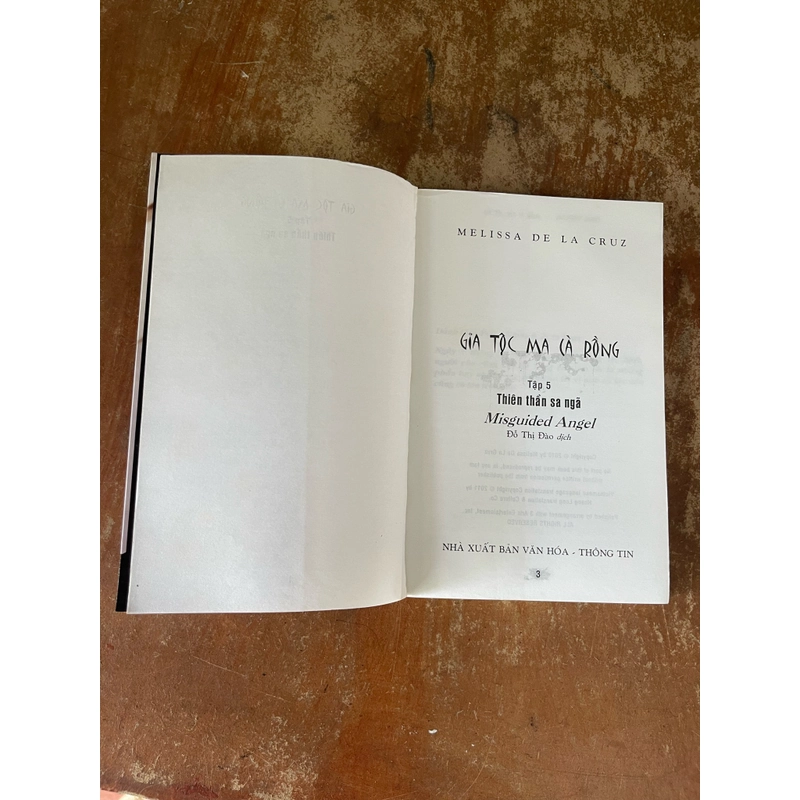 MELISSA DE LA CRUZ
GIA TỘC MA CÀ RỒNG
Tập 5
Thiên thần sa ngã
Misguided Angel
Đỗ Thị Đào dịch
NHÀ XUẤT BẢN VĂN HÓA - THÔNG TIN
3